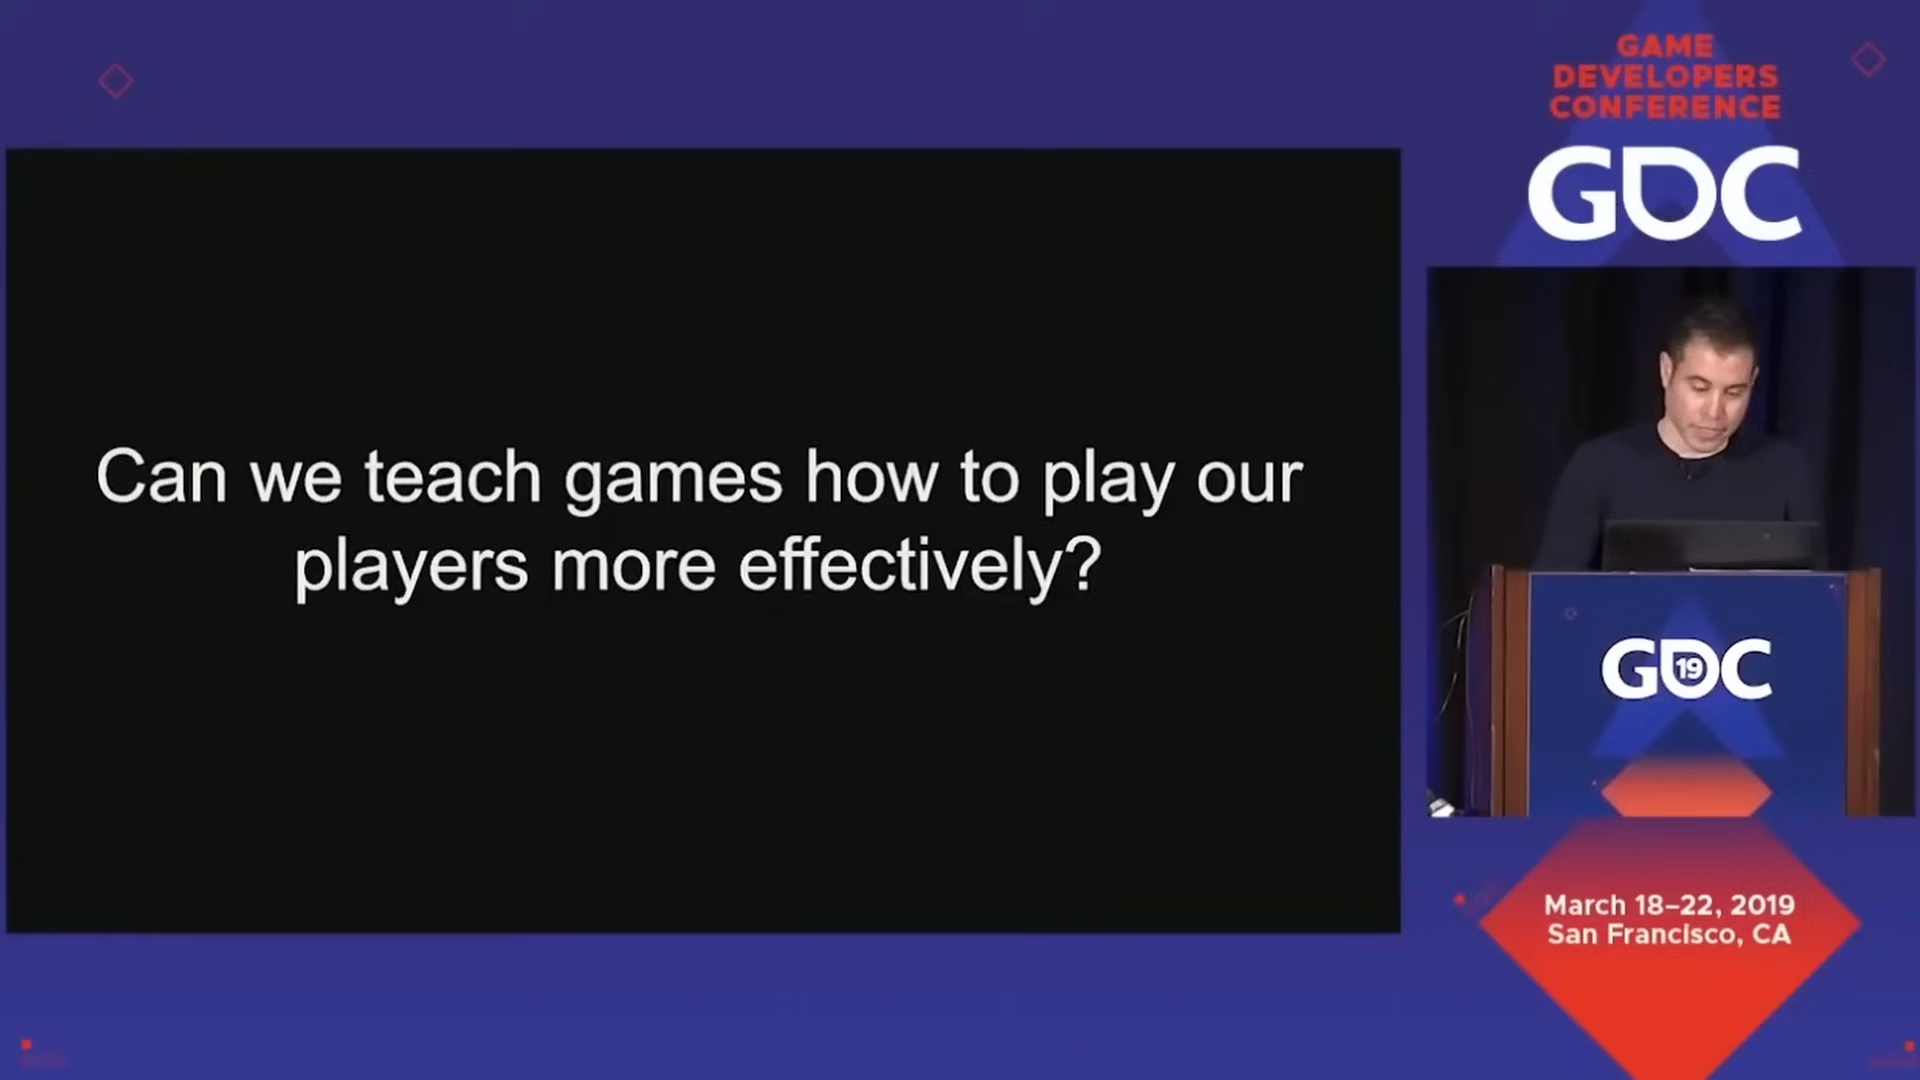 GAME
DEVELOPERS
CONFERENCE
GDC
Can we teach games how to play our
players more effectively?
GDC
19
March 18–22, 2019
San Francisco, CA